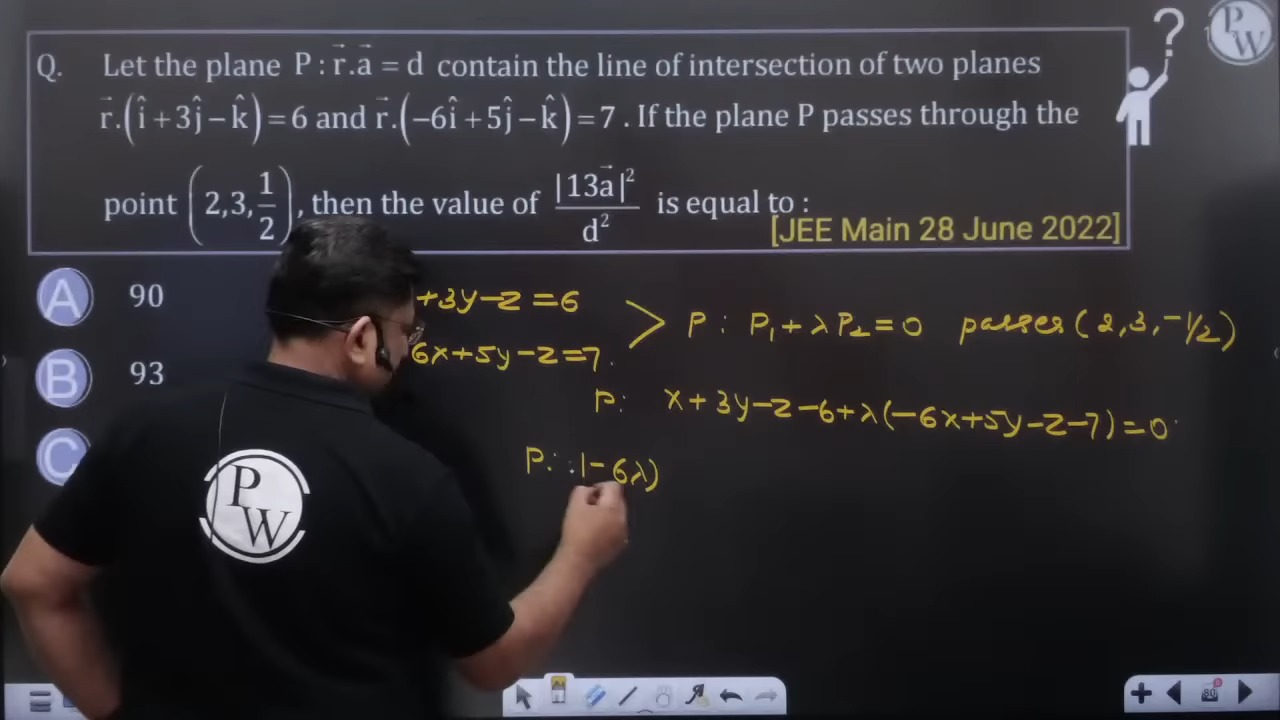 Q. Let the plane P : r⃗.a⃗ = d contain the line of intersection of two planes
r⃗.(î + 3ĵ − k̂) = 6 and r⃗.(−6î + 5ĵ − k̂) = 7 . If the plane P passes through the
point (2,3,1/2), then the value of |13a⃗|²/d² is equal to :
[JEE Main 28 June 2022]
A 90
B 93
C
+3y−z=6
6x+5y−z=7.
P : P₁+λP₂=0 passes (2,3,−1/2)
P: x+3y−z−6+λ(−6x+5y−z−7)=0
P: 1−6λ)
PW
PW
?
80